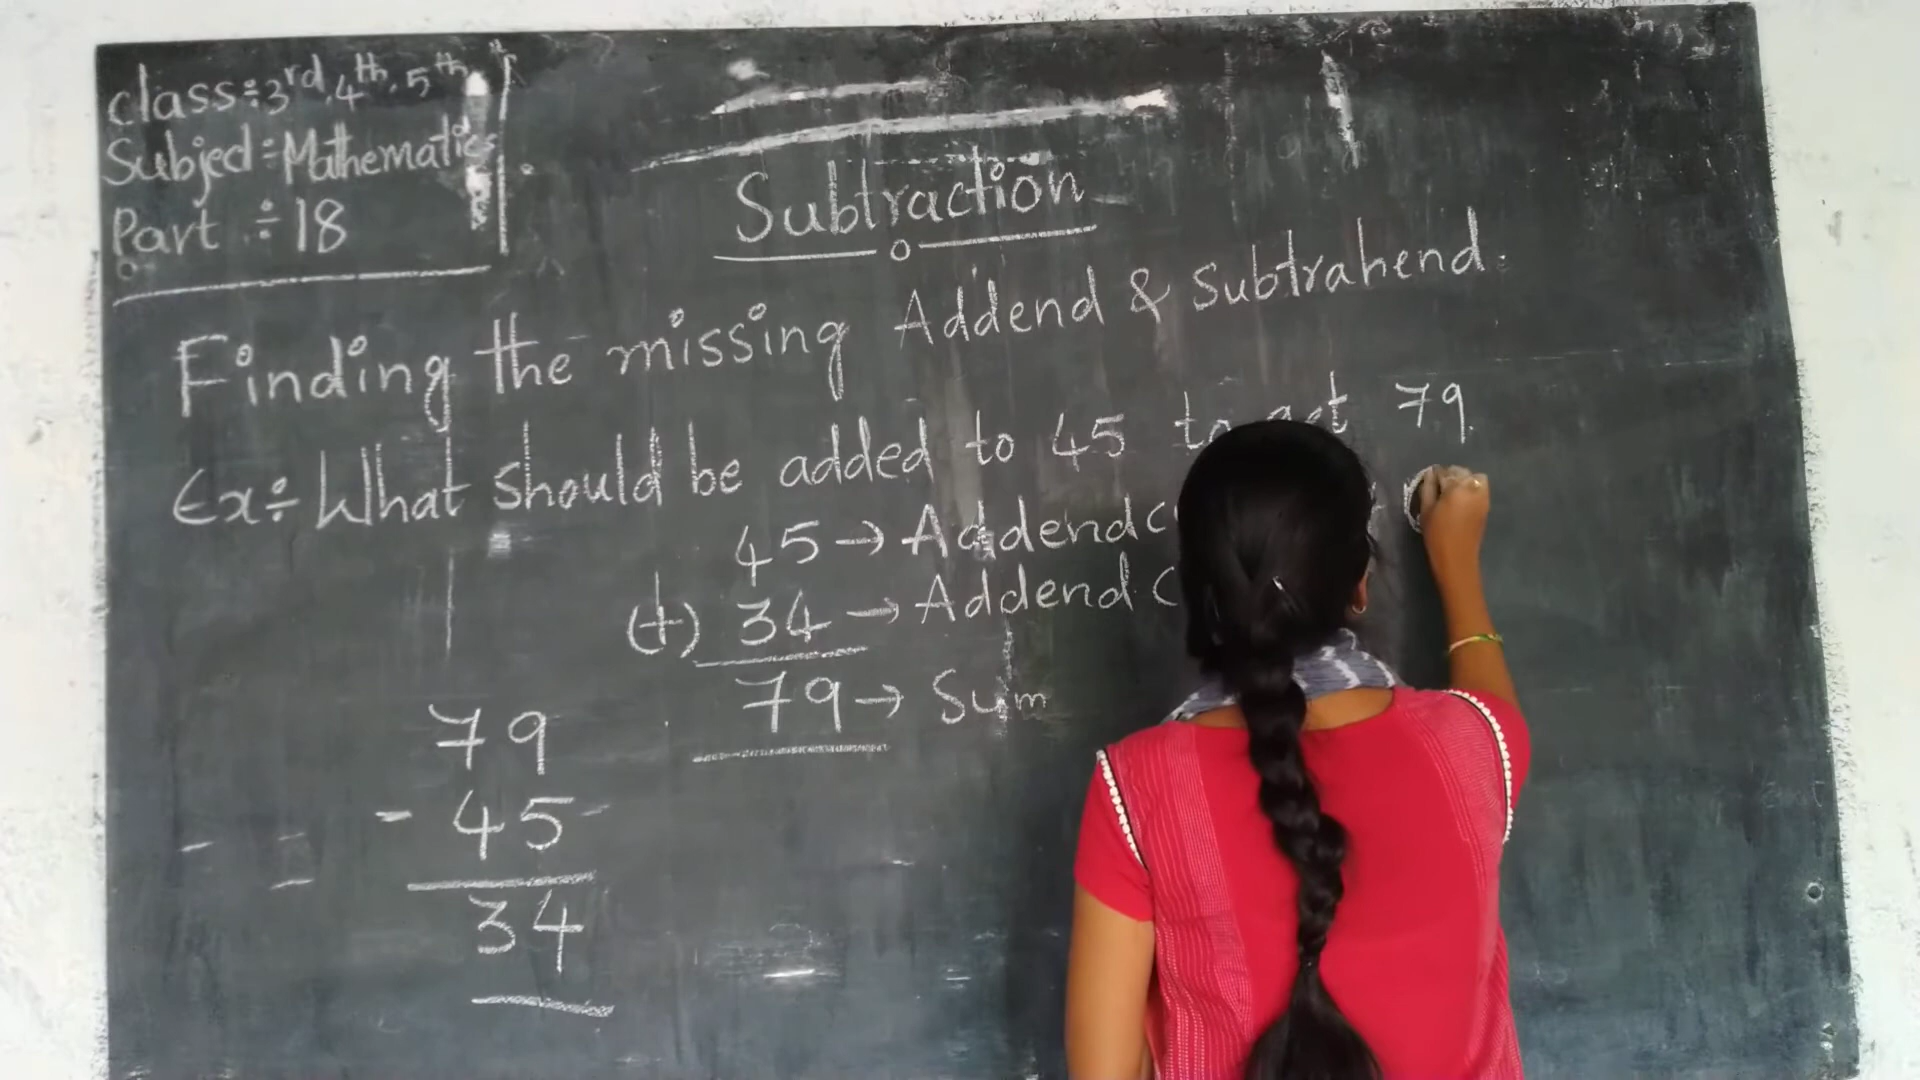 class÷3rd,4th,5th
Subject÷Mathematics
Part ÷18
Subtraction
Finding the missing Addend & Subtrahend.
Ex÷ What should be added to 45 to get 79
45→Addend
(+) 34→Addend
79→Sum
79
- 45
34